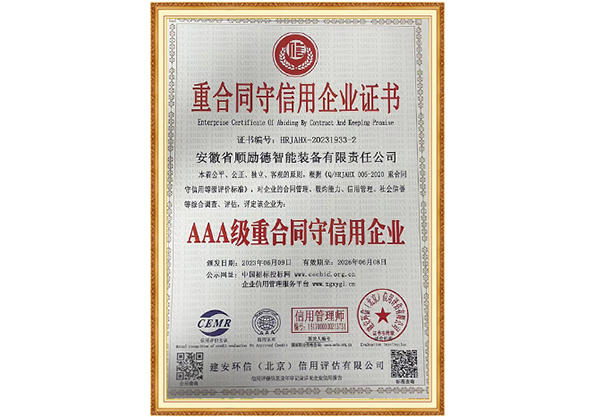 重合同守信用企业证书
Enterprise Certificate Of Abiding By Contract And Keeping Promise
证书编号：HRJAHX-20231933-2
安徽省顺励德智能装备有限责任公司
本着公平、公正、独立、客观的原则，根据《Q/HRJAHX 005-2020 重合同
守信用等级评价标准》，对企业的合同管理、履约能力、信用管理、社会信誉
等综合调查、评估，评定该企业为：
AAA级重合同守信用企业
颁发日期：2023年06月09日 有效期至：2026年06月08日
公示网址：中国招标投标网 www.cecbid.org.cn
企业信用管理服务平台 www.zgxygl.cn
CEMR
信用管理师
建安环信（北京）信用评估有限公司